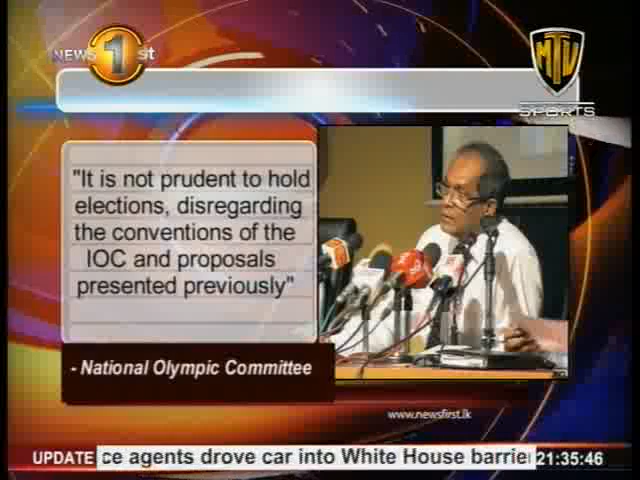 NEWS 1st
MTV
SPORTS
"It is not prudent to hold
elections, disregarding
the conventions of the
IOC and proposals
presented previously"
- National Olympic Committee
www.newsfirst.lk
UPDATE ce agents drove car into White House barrier 21:35:46